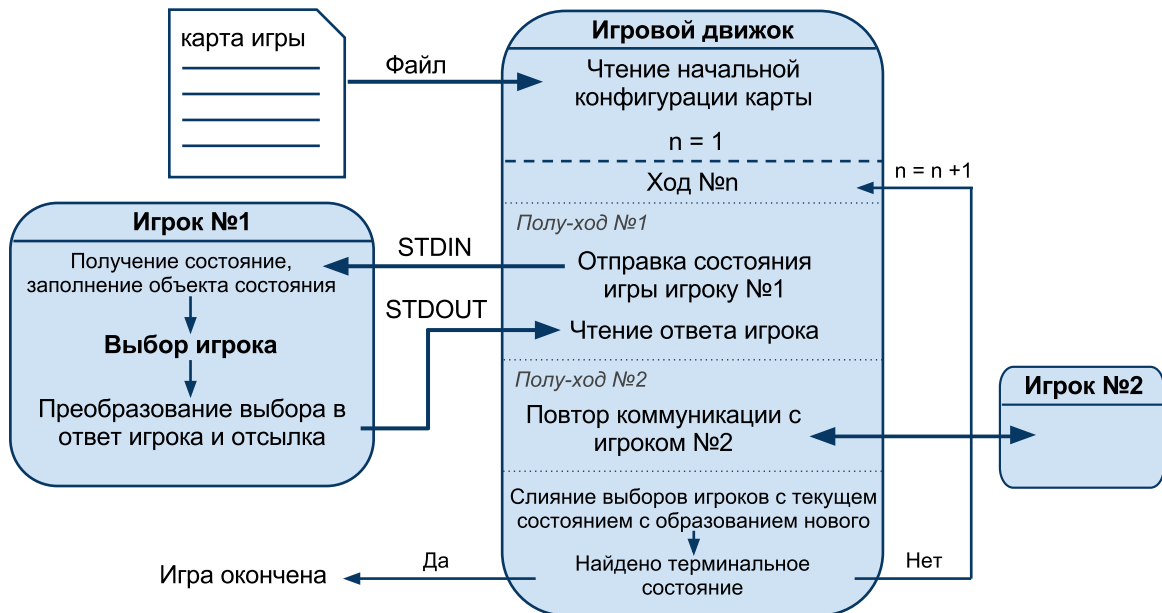 карта игры
Файл
Игровой движок
Чтение начальной
конфигурации карты
n = 1
Ход №n
n = n +1
Игрок №1
Получение состояние,
заполнение объекта состояния
Выбор игрока
Преобразование выбора в
ответ игрока и отсылка
STDIN
STDOUT
Полу-ход №1
Отправка состояния
игры игроку №1
Чтение ответа игрока
Полу-ход №2
Повтор коммуникации с
игроком №2
Игрок №2
Слияние выборов игроков с текущем
состоянием с образованием нового
Найдено терминальное
состояние
Да
Нет
Игра окончена